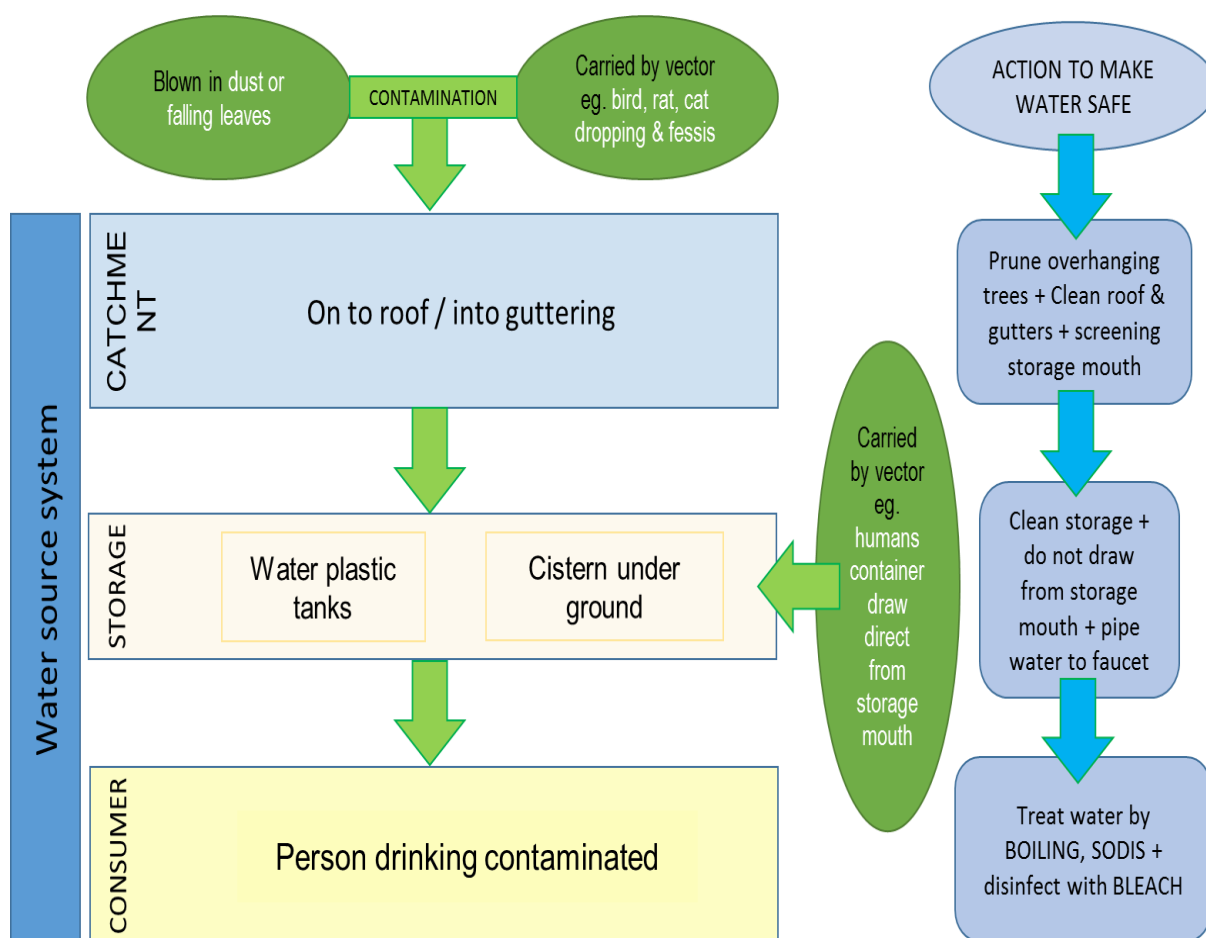 Blown in dust or
falling leaves
CONTAMINATION
Carried by vector
eg. bird, rat, cat
dropping & fessis
ACTION TO MAKE
WATER SAFE
Water source system
CATCHME
NT
On to roof / into guttering
Prune overhanging
trees + Clean roof &
gutters + screening
storage mouth
STORAGE
Water plastic
tanks
Cistern under
ground
Carried
by vector
eg.
humans
container
draw
direct
from
storage
mouth
Clean storage +
do not draw
from storage
mouth + pipe
water to faucet
CONSUMER
Person drinking contaminated
Treat water by
BOILING, SODIS +
disinfect with BLEACH